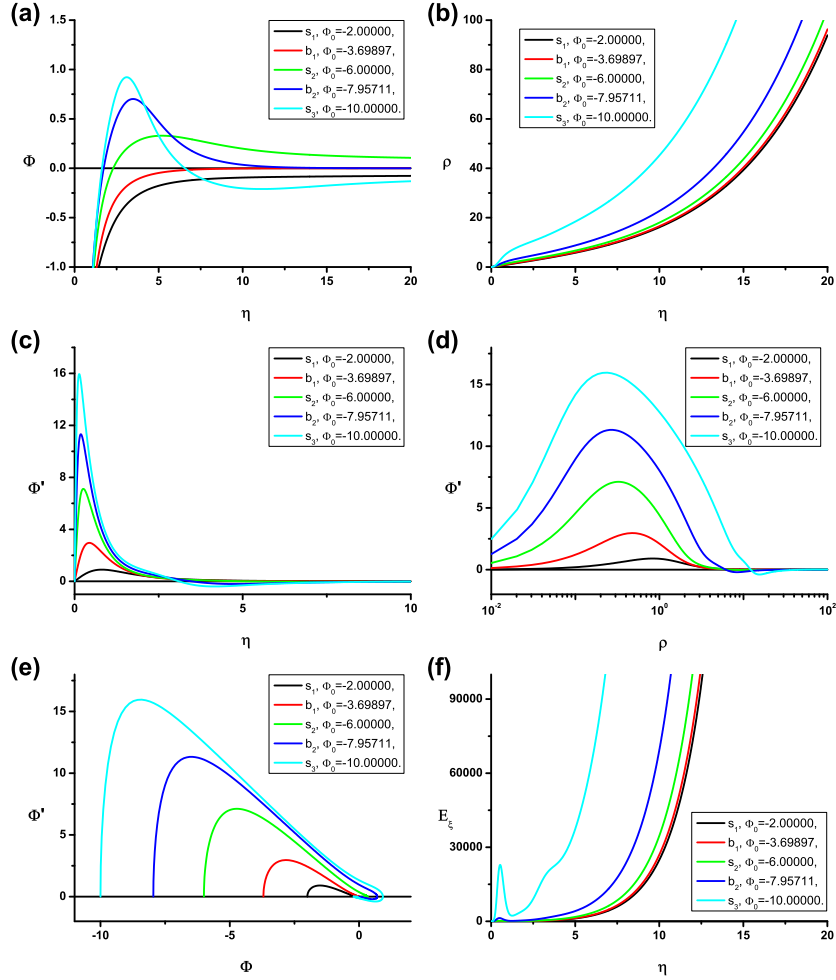 (a)
1.5
1.0
0.5
0.0
-0.5
-1.0
Φ
0 5 10 15 20
η
s1, Φ0=-2.00000,
b1, Φ0=-3.69897,
s2, Φ0=-6.00000,
b2, Φ0=-7.95711,
s3, Φ0=-10.00000.
(b)
100
80
60
40
20
0
ρ
0 5 10 15 20
η
s1, Φ0=-2.00000,
b1, Φ0=-3.69897,
s2, Φ0=-6.00000,
b2, Φ0=-7.95711,
s3, Φ0=-10.00000.
(c)
16
12
8
4
0
Φ'
0 5 10
η
s1, Φ0=-2.00000,
b1, Φ0=-3.69897,
s2, Φ0=-6.00000,
b2, Φ0=-7.95711,
s3, Φ0=-10.00000.
(d)
15
10
5
0
Φ'
10^-2 10^0 10^2
ρ
s1, Φ0=-2.00000,
b1, Φ0=-3.69897,
s2, Φ0=-6.00000,
b2, Φ0=-7.95711,
s3, Φ0=-10.00000.
(e)
15
10
5
0
Φ'
-10 -5 0
Φ
s1, Φ0=-2.00000,
b1, Φ0=-3.69897,
s2, Φ0=-6.00000,
b2, Φ0=-7.95711,
s3, Φ0=-10.00000.
(f)
90000
60000
30000
0
Eξ
0 5 10 15 20
η
s1, Φ0=-2.00000,
b1, Φ0=-3.69897,
s2, Φ0=-6.00000,
b2, Φ0=-7.95711,
s3, Φ0=-10.00000.